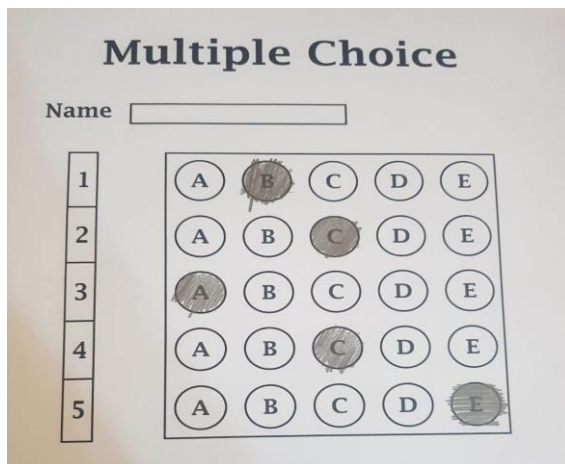 Multiple Choice
Name
1 A B C D E
2 A B C D E
3 A B C D E
4 A B C D E
5 A B C D E